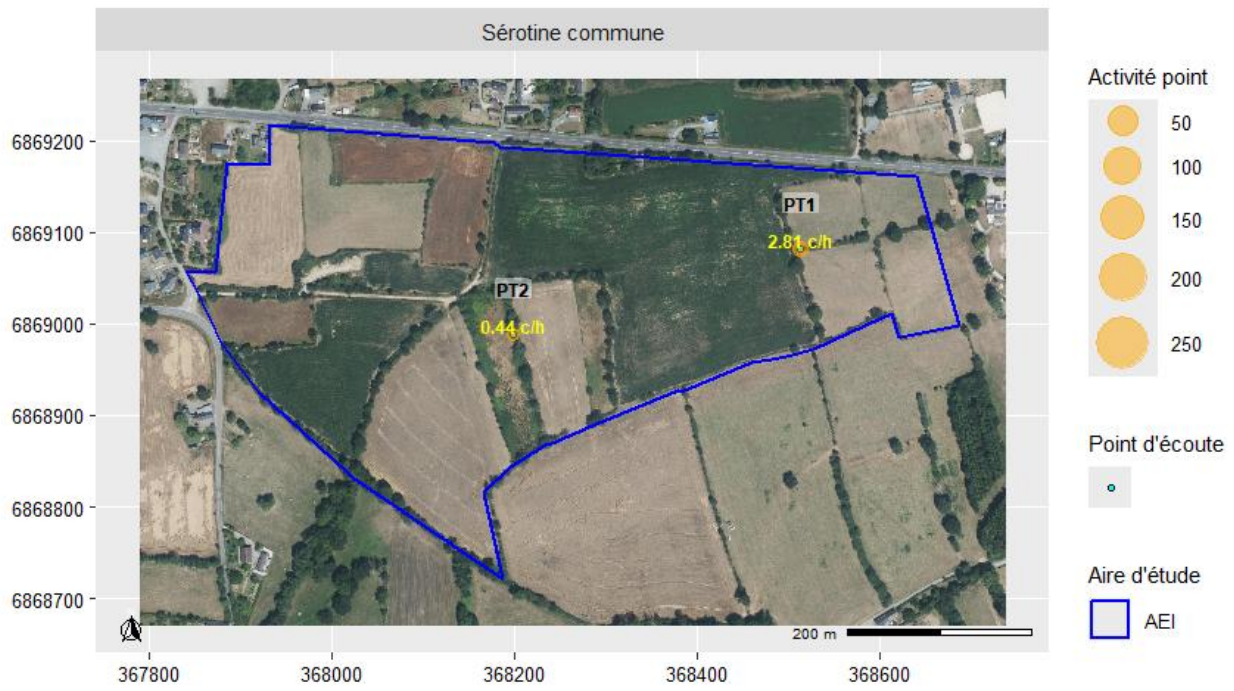 Sérotine commune
6869200
6869100
6869000
6868900
6868800
6868700
367800
368000
368200
368400
368600
PT1
2.81 c/h
PT2
0.44 c/h
200 m
Activité point
50
100
150
200
250
Point d'écoute
Aire d'étude
AEI